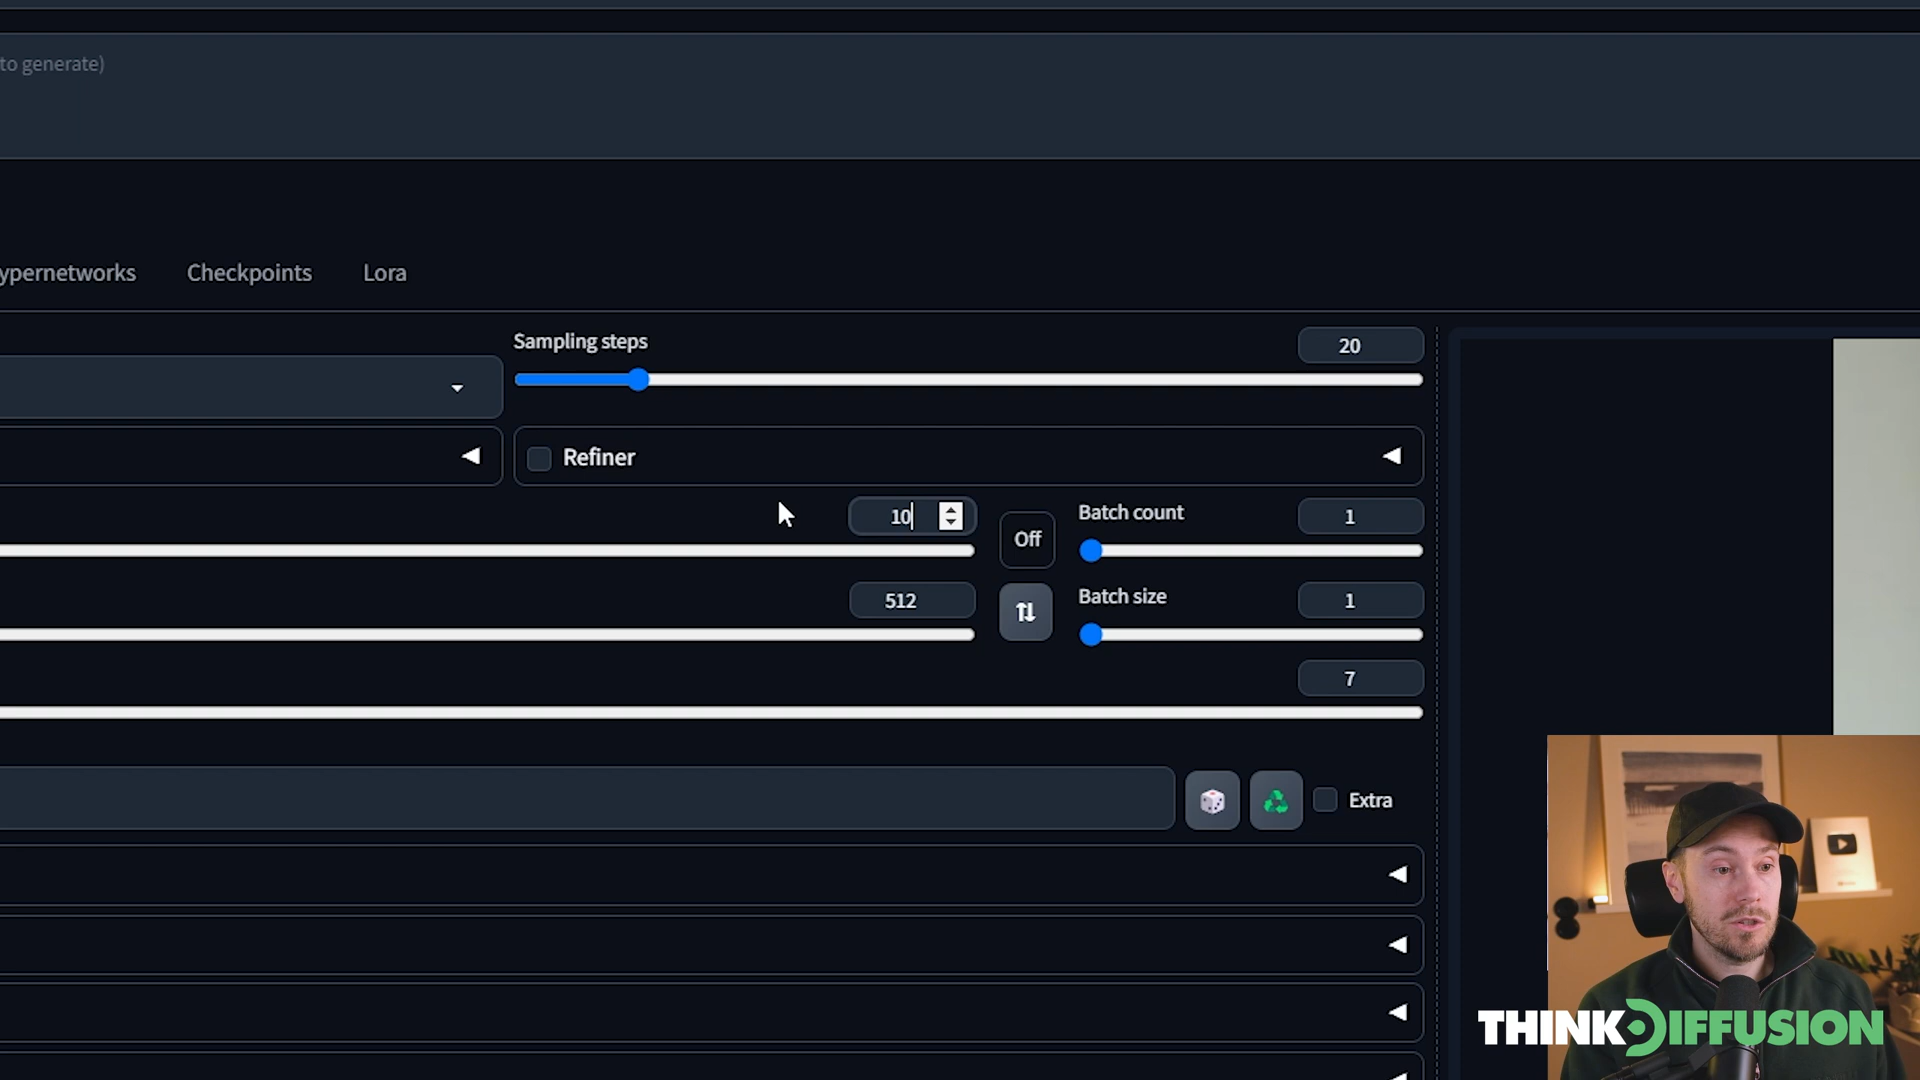 to generate)
ypernetworks Checkpoints Lora
Sampling steps 20
Refiner
10 Off Batch count 1
512 Batch size 1
7
Extra
THINKDIFFUSION